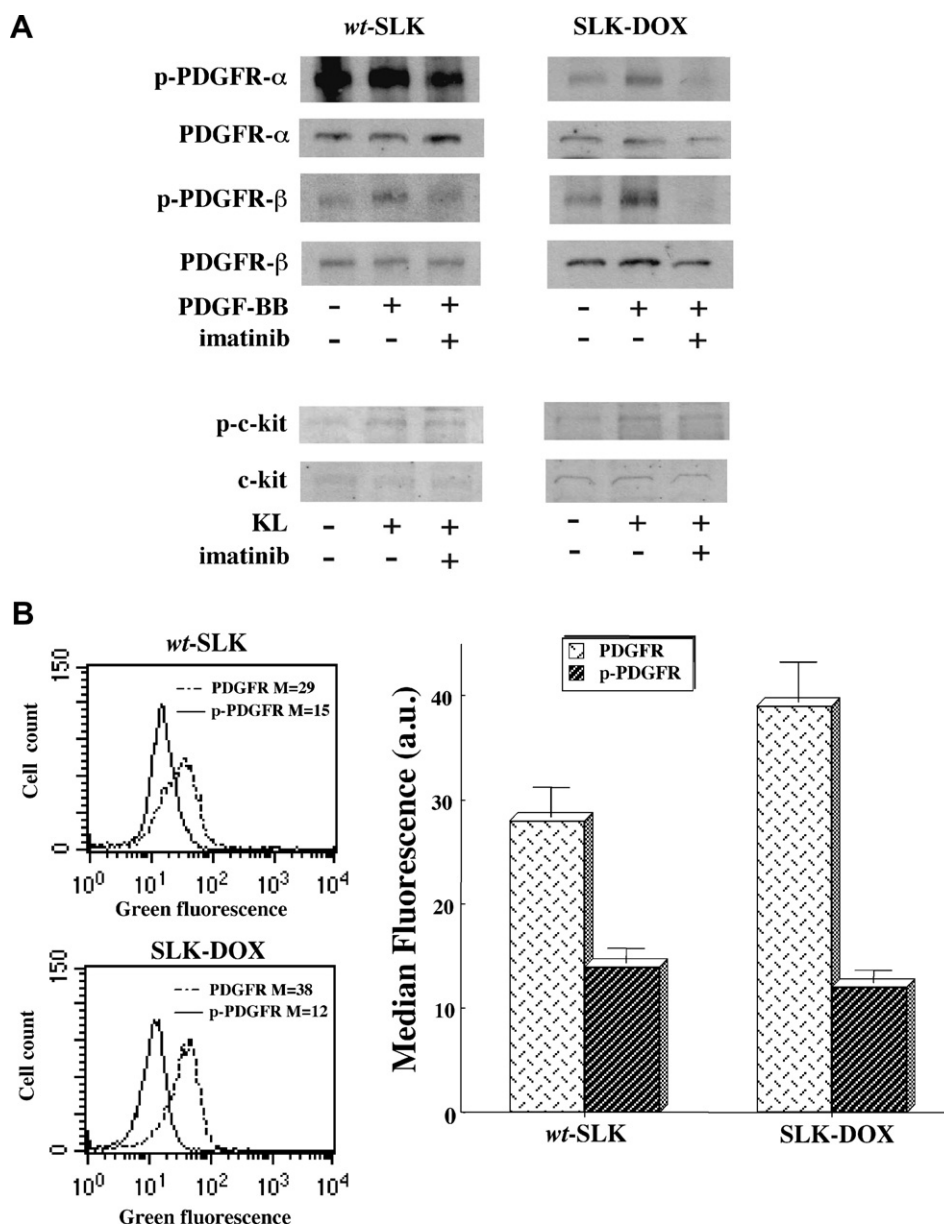 A
wt-SLK SLK-DOX
p-PDGFR-α
PDGFR-α
p-PDGFR-β
PDGFR-β
PDGF-BB - + + - + +
imatinib - - + - - +
p-c-kit
c-kit
KL - + + - + +
imatinib - - + - - +
B
wt-SLK
150
PDGFR M=29
p-PDGFR M=15
Cell count
0
10⁰ 10¹ 10² 10³ 10⁴
Green fluorescence
SLK-DOX
150
PDGFR M=38
p-PDGFR M=12
Cell count
0
10⁰ 10¹ 10² 10³ 10⁴
Green fluorescence
PDGFR
p-PDGFR
Median Fluorescence (a.u.)
40
30
20
10
0
wt-SLK SLK-DOX